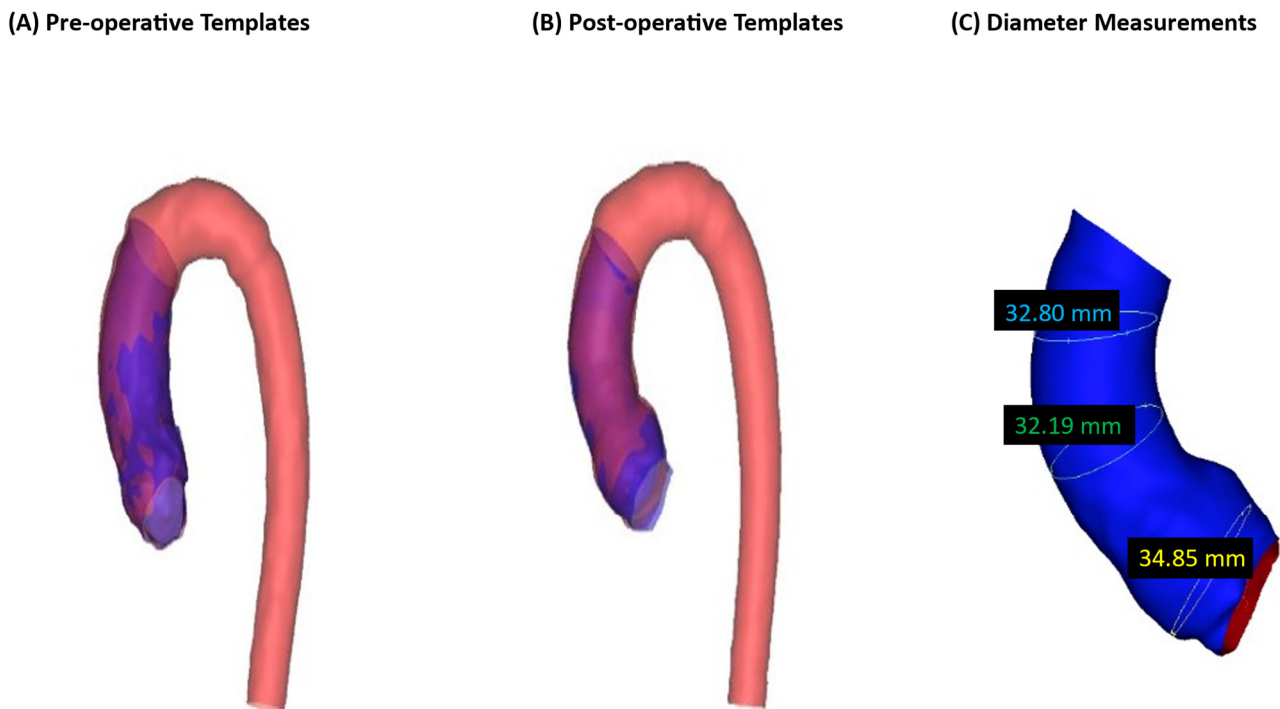 (A) Pre-operative Templates
(B) Post-operative Templates
(C) Diameter Measurements
32.80 mm
32.19 mm
34.85 mm